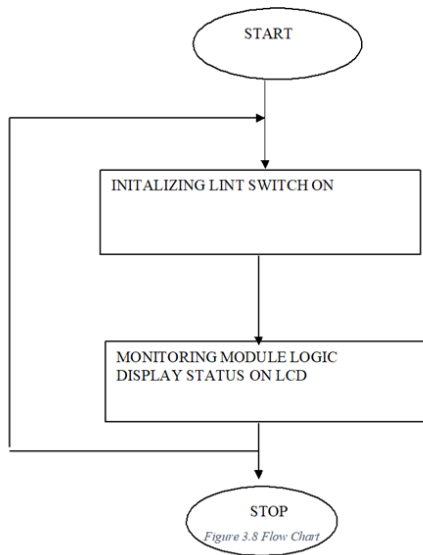 START
INITALIZING LINT SWITCH ON
MONITORING MODULE LOGIC
DISPLAY STATUS ON LCD
STOP
Figure 3.8 Flow Chart